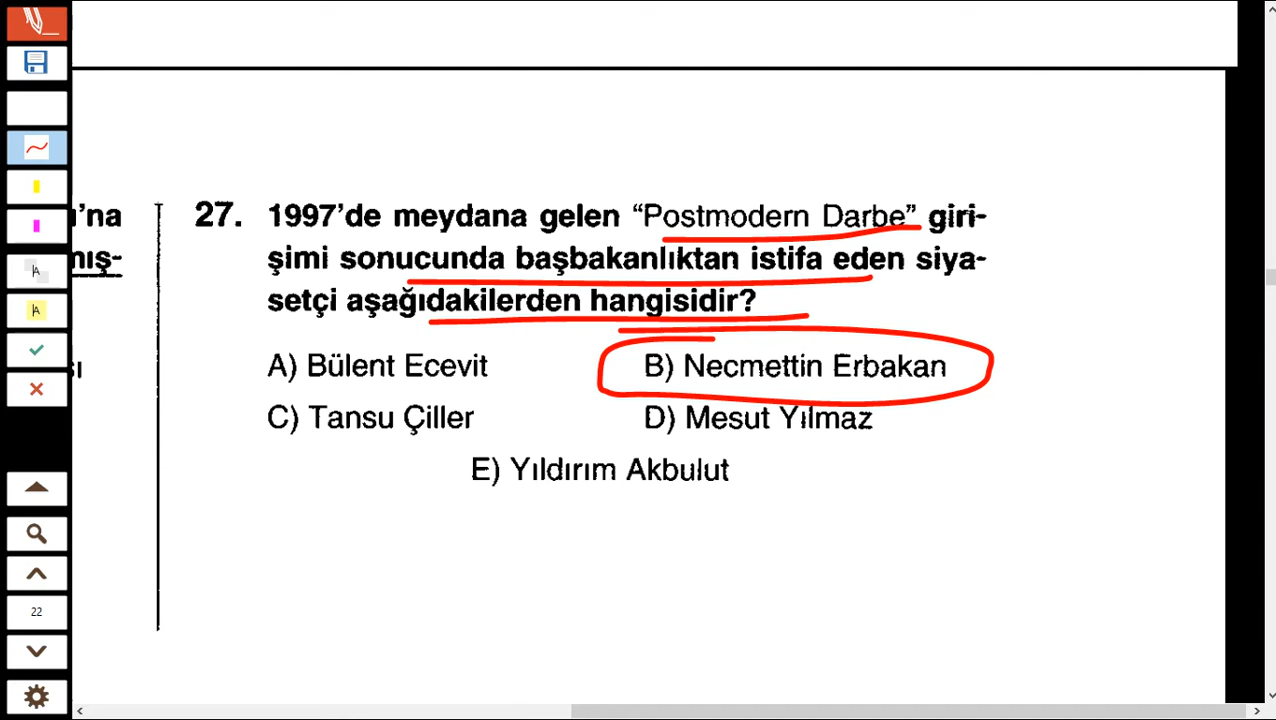 ı'na
mış-
27. 1997'de meydana gelen “Postmodern Darbe” giri-
şimi sonucunda başbakanlıktan istifa eden siya-
setçi aşağıdakilerden hangisidir?
A) Bülent Ecevit B) Necmettin Erbakan
C) Tansu Çiller D) Mesut Yılmaz
E) Yıldırım Akbulut
A
A
22